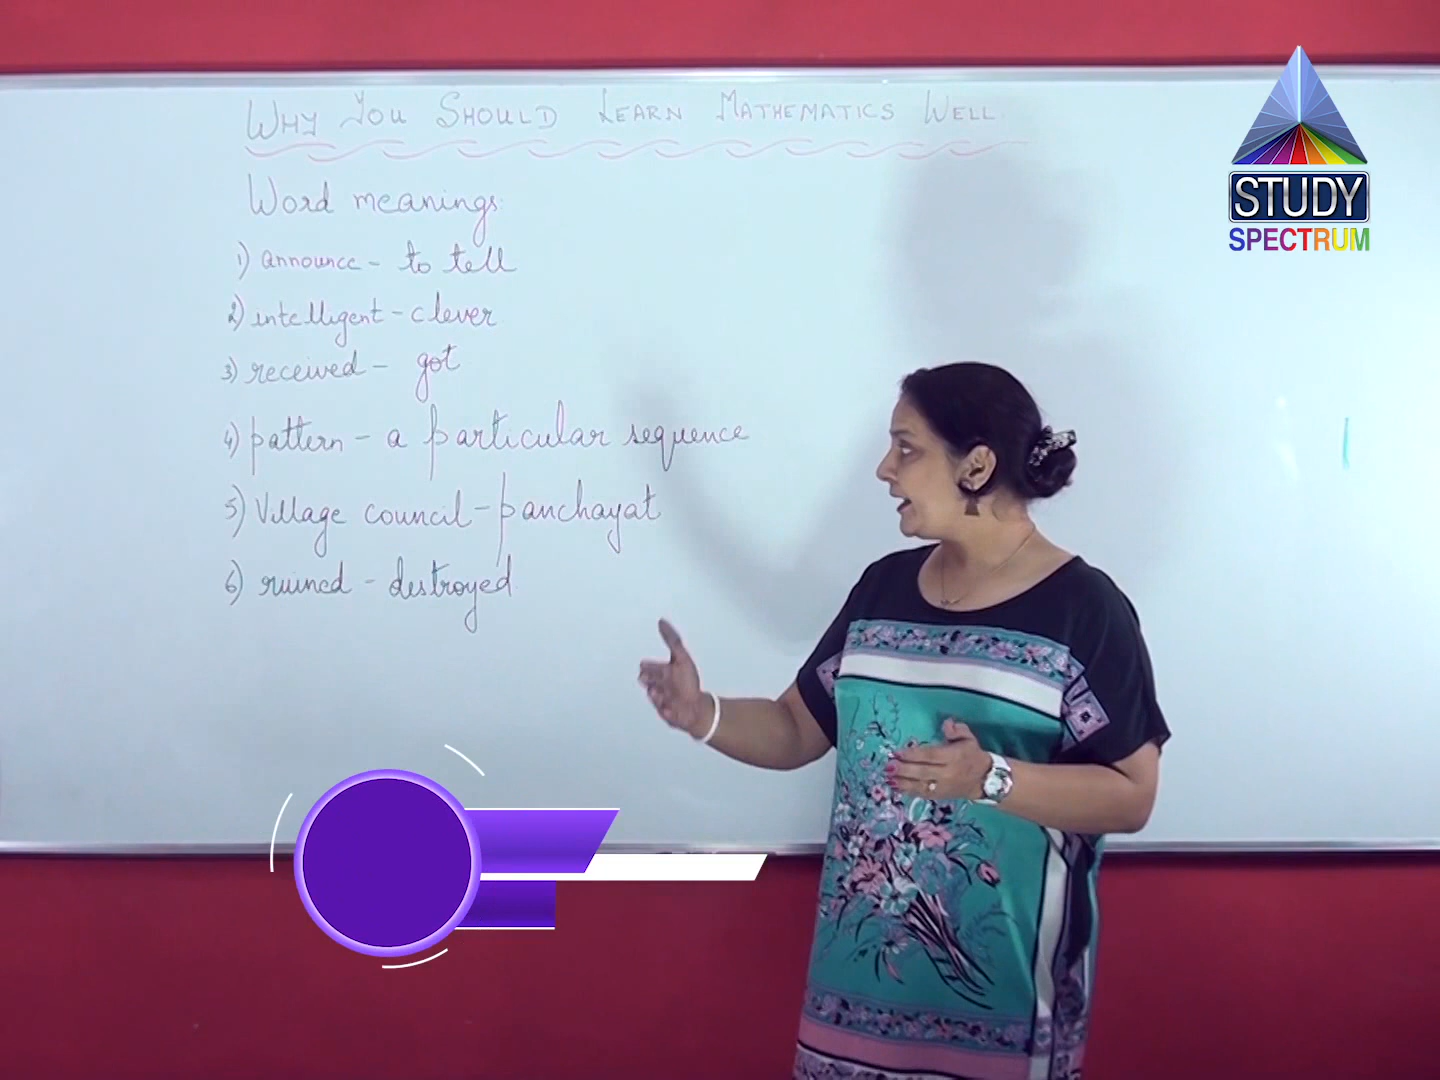 WHY YOU SHOULD LEARN MATHEMATICS WELL
Word meanings:
1) announce - to tell
2) intelligent - clever
3) received - got
4) pattern - a particular sequence
5) Village council - panchayat
6) ruined - destroyed
STUDY
SPECTRUM